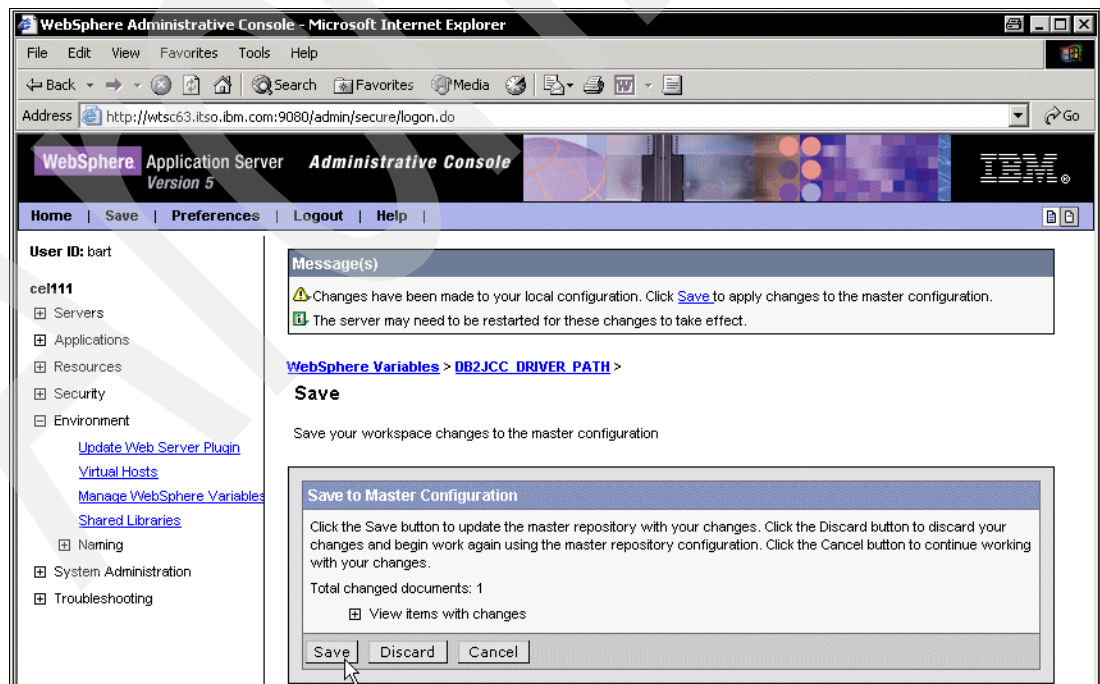 WebSphere Administrative Console - Microsoft Internet Explorer
File Edit View Favorites Tools Help
Back Search Favorites Media
Address http://wtsc63.itso.ibm.com:9080/admin/secure/logon.do Go
WebSphere Application Server Administrative Console
Version 5
IBM®
Home | Save | Preferences | Logout | Help |
User ID: bart
cel111
Servers
Applications
Resources
Security
Environment
Update Web Server Plugin
Virtual Hosts
Manage WebSphere Variables
Shared Libraries
Naming
System Administration
Troubleshooting
Message(s)
Changes have been made to your local configuration. Click Save to apply changes to the master configuration.
The server may need to be restarted for these changes to take effect.
WebSphere Variables > DB2JCC_DRIVER_PATH >
Save
Save your workspace changes to the master configuration
Save to Master Configuration
Click the Save button to update the master repository with your changes. Click the Discard button to discard your
changes and begin work again using the master repository configuration. Click the Cancel button to continue working
with your changes.
Total changed documents: 1
View items with changes
Save Discard Cancel